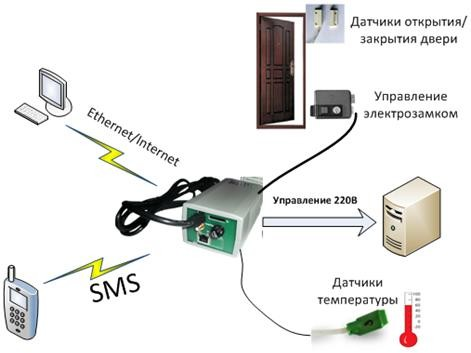 Датчики открытия/
закрытия двери
Управление
электрозамком
Ethernet/Internet
Управление 220В
SMS
Датчики
температуры